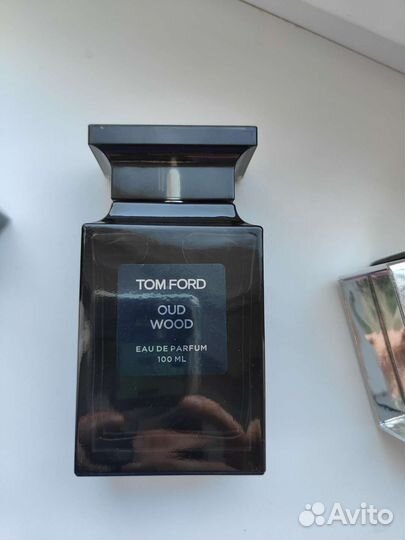 TOM FORD
OUD
WOOD
EAU DE PARFUM
100 ML
Avito